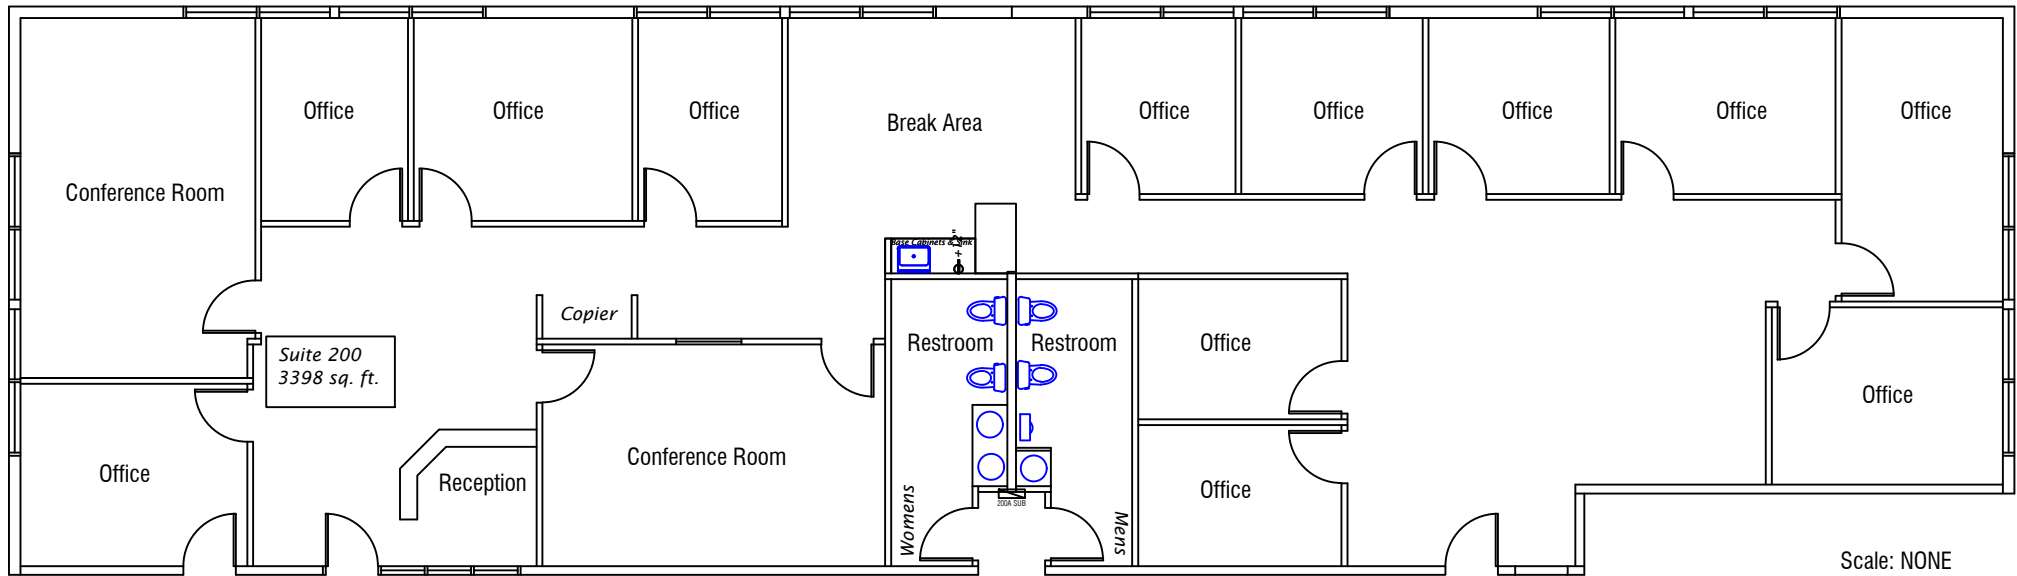 Office
Office
Office
Break Area
Office
Office
Office
Office
Office
Conference Room
Base Cabinets & Sink
+42"
Copier
Suite 200
3398 sq. ft.
Restroom
Restroom
Office
Office
Office
Reception
Conference Room
Office
Womens
200A SUB
Mens
Scale: NONE